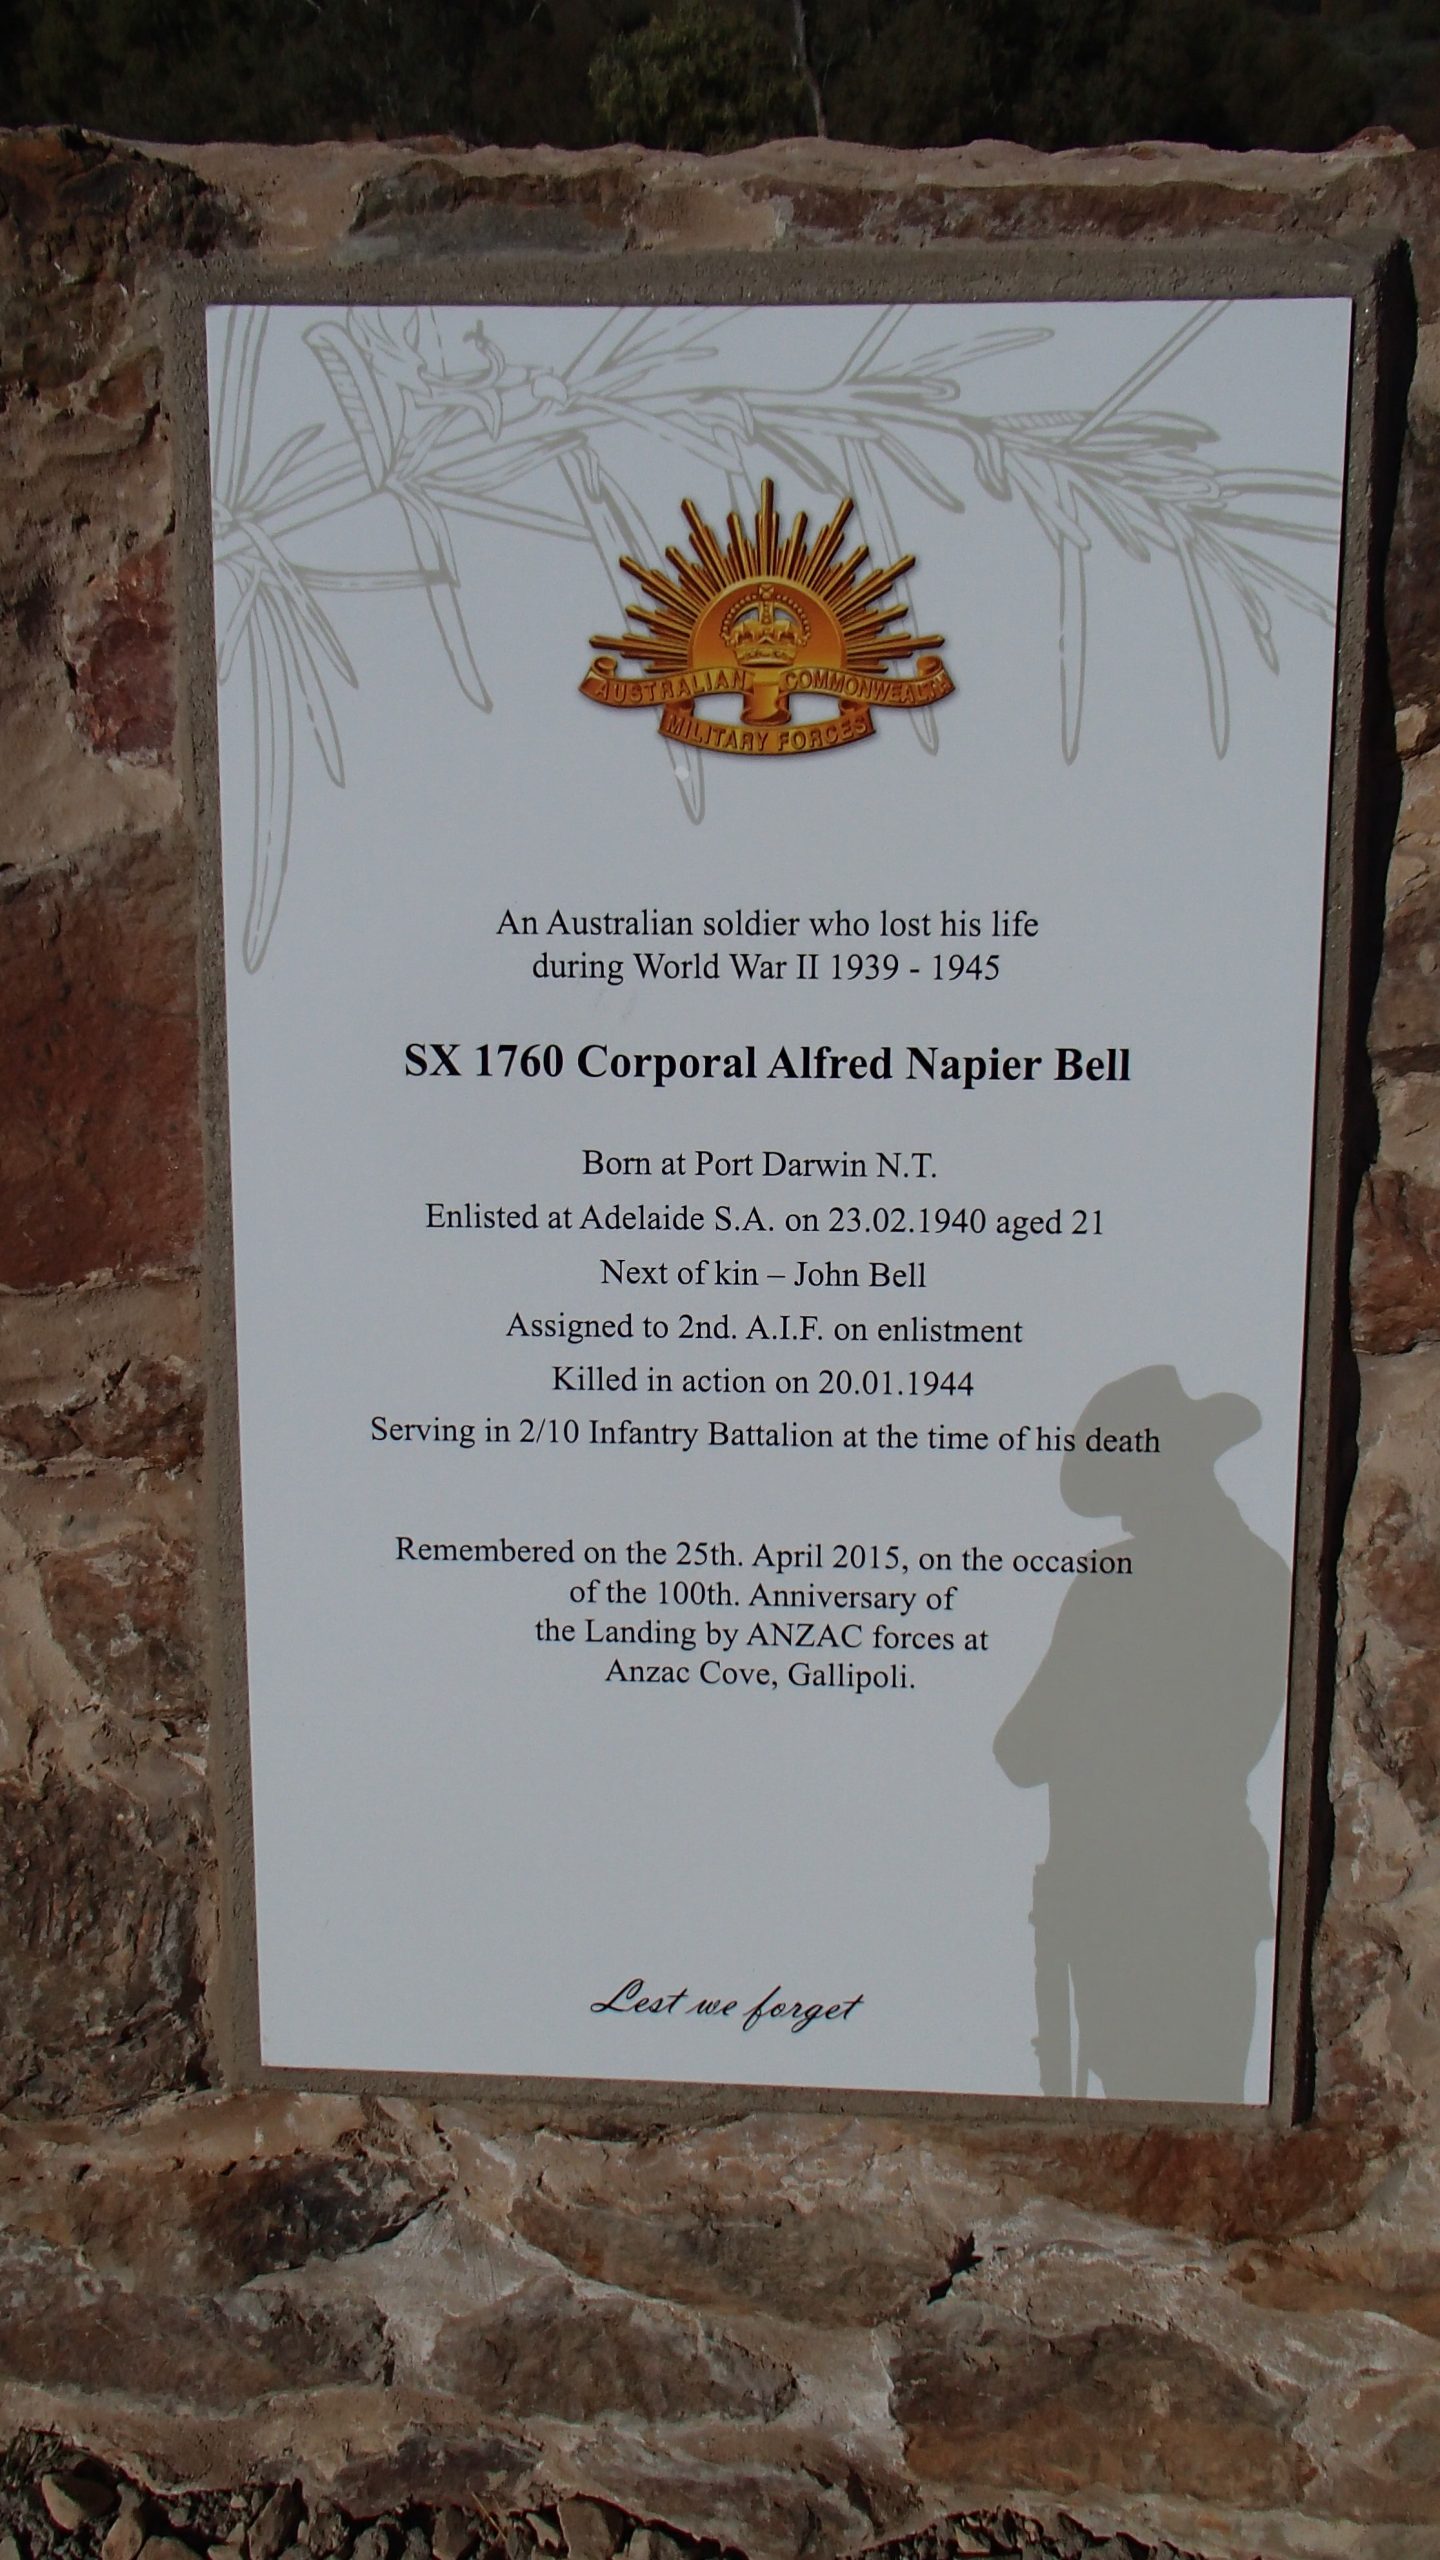 AUSTRALIAN COMMONWEALTH
MILITARY FORCES
An Australian soldier who lost his life
during World War II 1939 - 1945
SX 1760 Corporal Alfred Napier Bell
Born at Port Darwin N.T.
Enlisted at Adelaide S.A. on 23.02.1940 aged 21
Next of kin – John Bell
Assigned to 2nd. A.I.F. on enlistment
Killed in action on 20.01.1944
Serving in 2/10 Infantry Battalion at the time of his death
Remembered on the 25th. April 2015, on the occasion
of the 100th. Anniversary of
the Landing by ANZAC forces at
Anzac Cove, Gallipoli.
Lest we forget